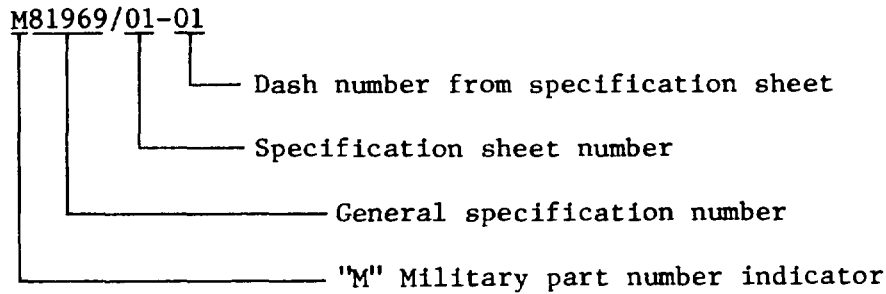 M81969/01-01
Dash number from specification sheet
Specification sheet number
General specification number
"M" Military part number indicator